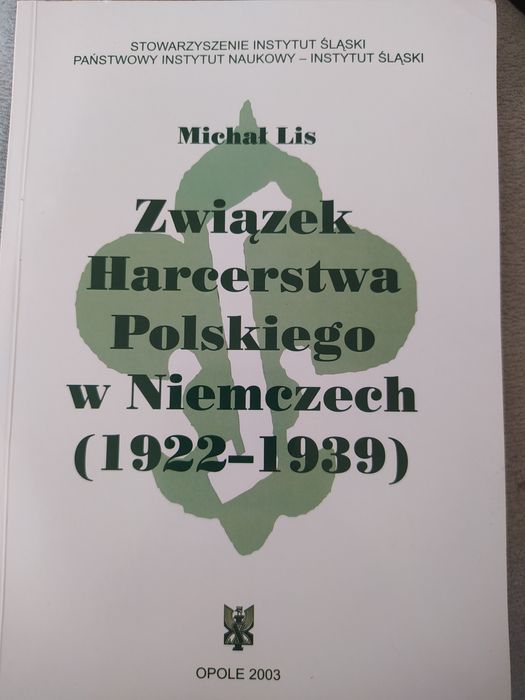 STOWARZYSZENIE INSTYTUT ŚLĄSKI
PAŃSTWOWY INSTYTUT NAUKOWY – INSTYTUT ŚLĄSKI
Michał Lis
Związek
Harcerstwa
Polskiego
w Niemczech
(1922–1939)
OPOLE 2003